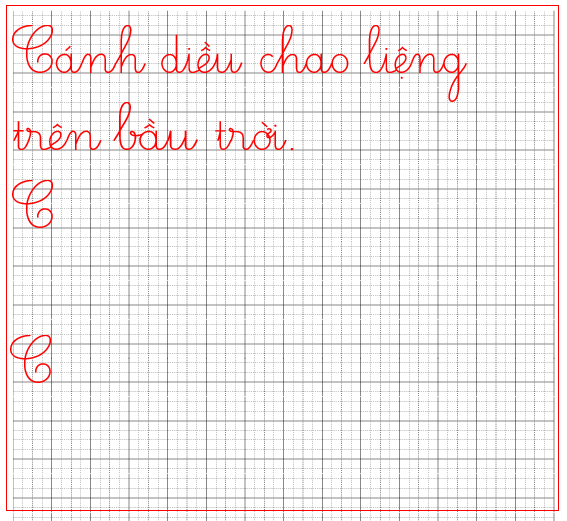 Cánh diều chao liệng
trên bầu trời.
C
C